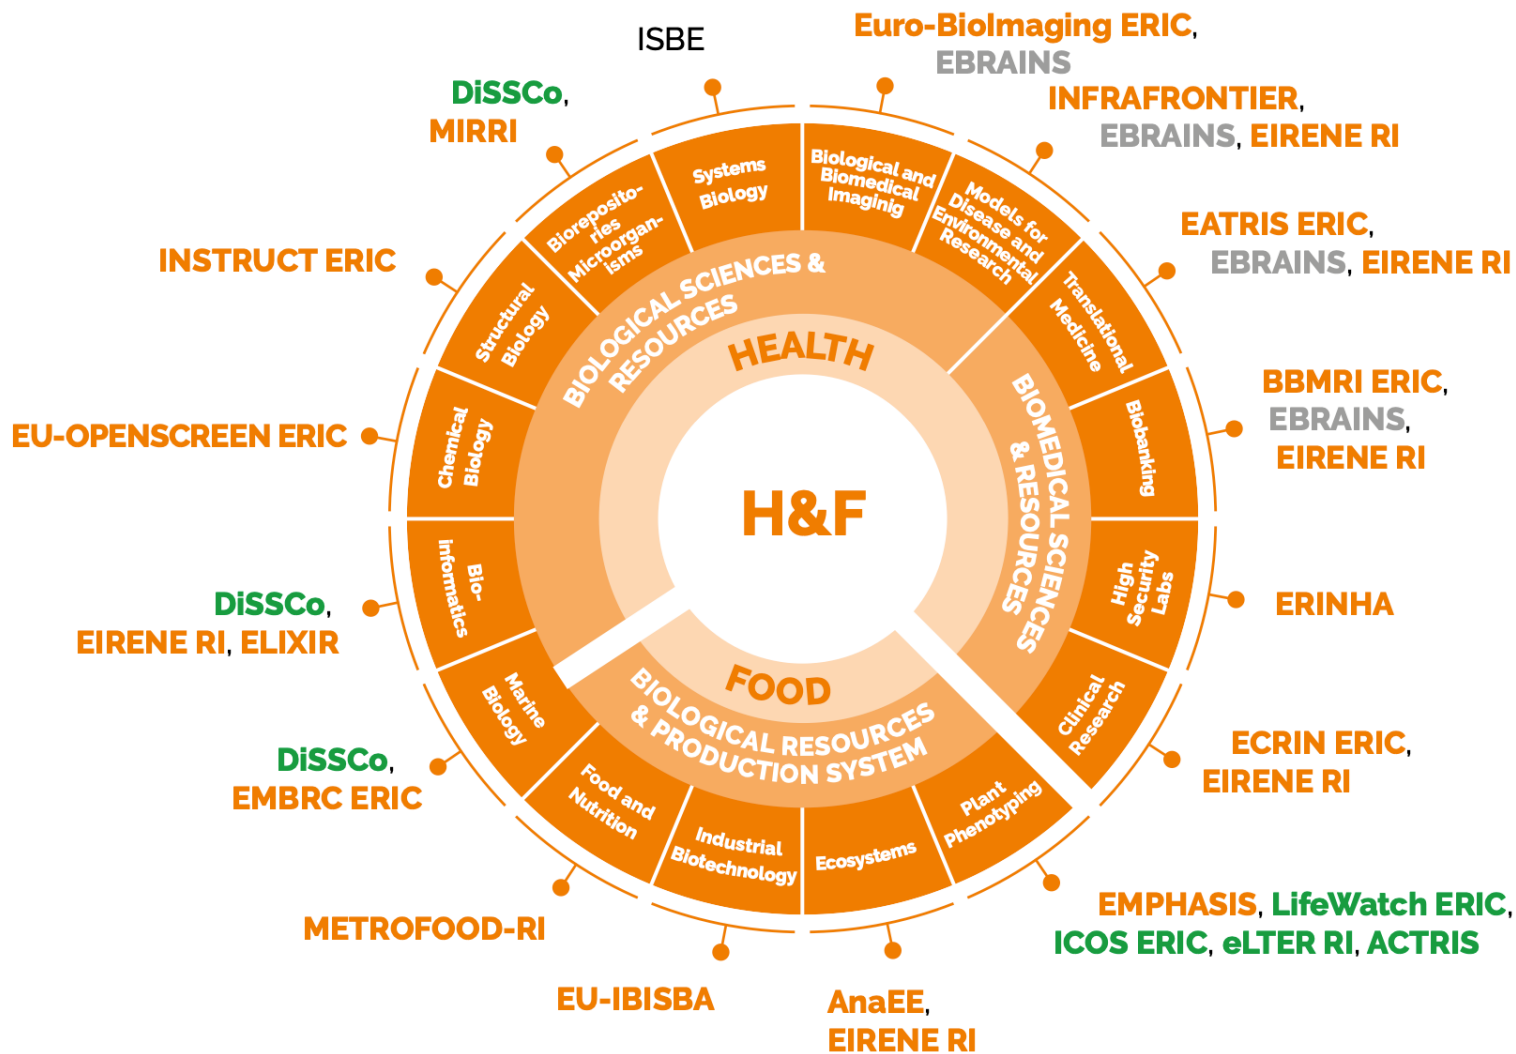 ISBE
Euro-BioImaging ERIC,
EBRAINS
INFRAFRONTIER,
EBRAINS, EIRENE RI
EATRIS ERIC,
EBRAINS, EIRENE RI
BBMRI ERIC,
EBRAINS,
EIRENE RI
ERINHA
ECRIN ERIC,
EIRENE RI
EMPHASIS, LifeWatch ERIC,
ICOS ERIC, eLTER RI, ACTRIS
AnaEE,
EIRENE RI
EU-IBISBA
METROFOOD-RI
DiSSCo,
EMBRC ERIC
DiSSCo,
EIRENE RI, ELIXIR
EU-OPENSCREEN ERIC
INSTRUCT ERIC
DiSSCo,
MIRRI
Systems
Biology
Biological and
Biomedical
Imaginig
Models for
Disease and
Environmental
Research
Translational
Medicine
Biobanking
High
Security
Labs
Clinical
Research
Plant
Phenotyping
Ecosystems
Industrial
Biotechnology
Food and
Nutrition
Marine
Biology
Bio-
informatics
Chemical
Biology
Structural
Biology
Bioreposito-
ries
Microorgan-
isms
BIOLOGICAL SCIENCES &
RESOURCES
BIOMEDICAL SCIENCES
& RESOURCES
BIOLOGICAL RESOURCES
& PRODUCTION SYSTEM
HEALTH
H&F
FOOD